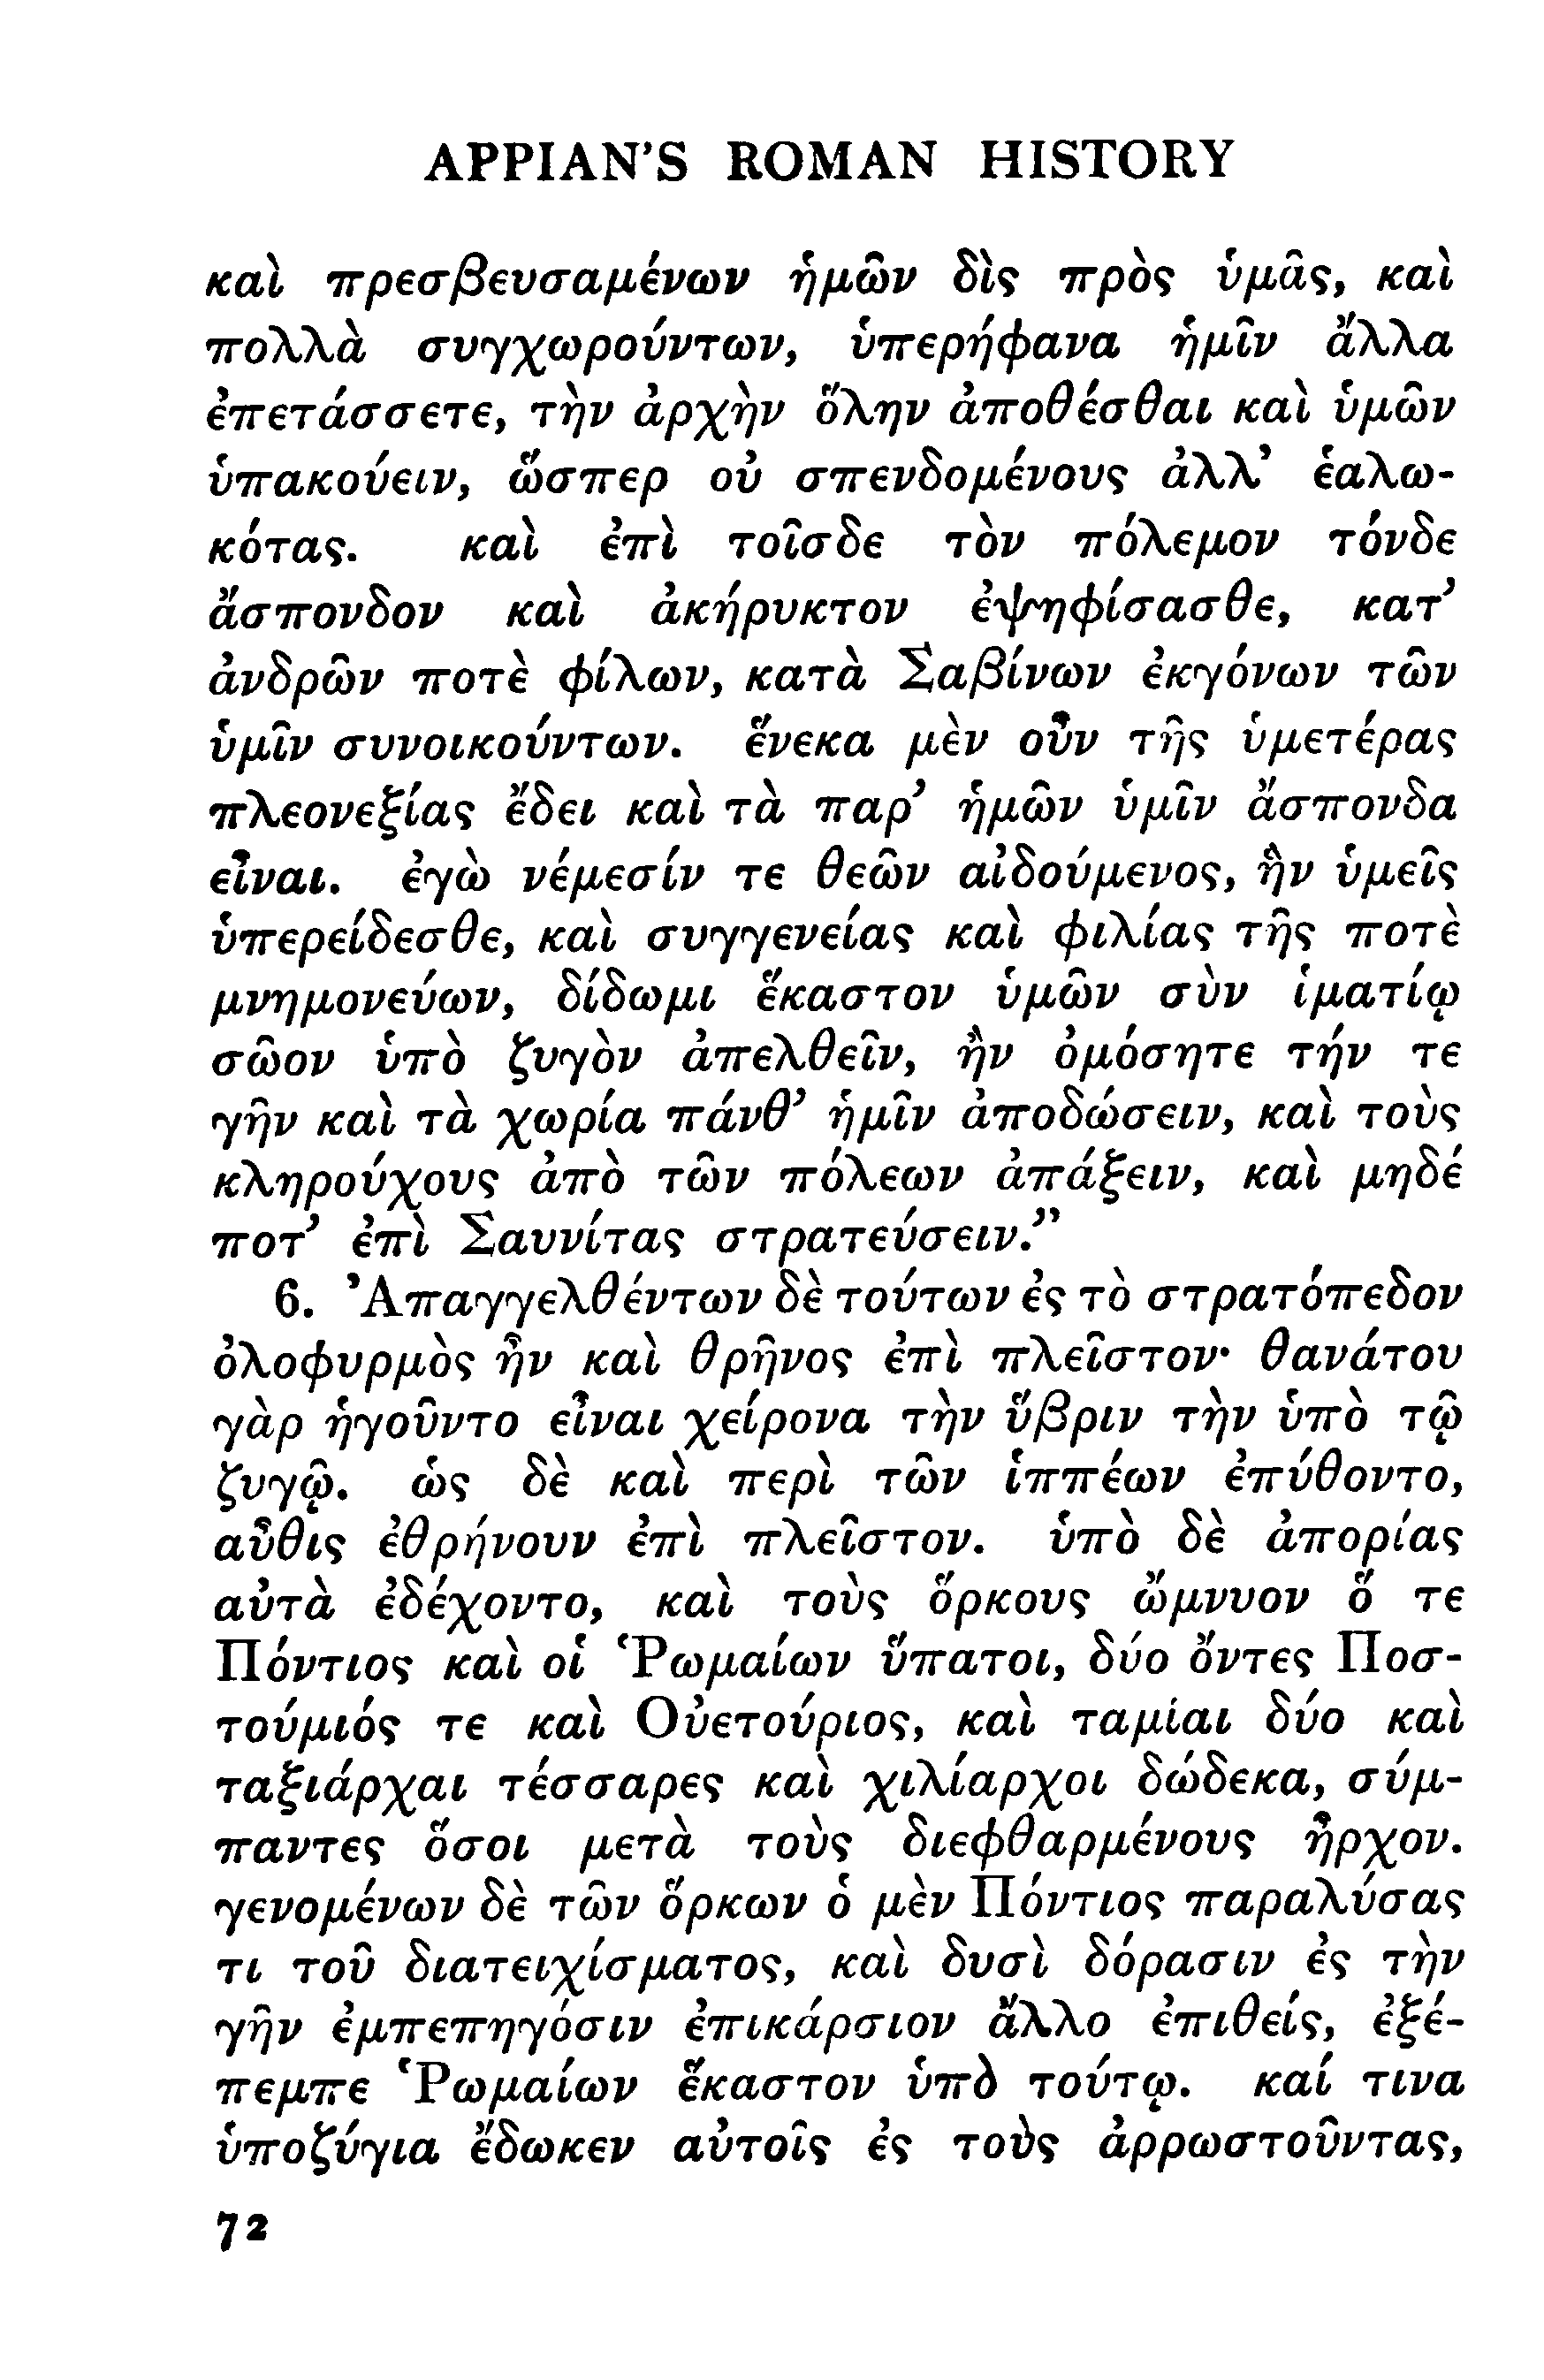 APPIAN'S ROMAN HISTORY
καὶ πρεσβευσαμένων ἡμῶν δὶς πρὸς ὑμᾶς, καὶ
πολλὰ συγχωρούντων, ὑπερήφανα ἡμῖν ἄλλα
ἐπετάσσετε, τὴν ἀρχὴν ὅλην ἀποθέσθαι καὶ ὑμῶν
ὑπακούειν, ὥσπερ οὐ σπενδομένους ἀλλ' ἑαλω-
κότας. καὶ ἐπὶ τοῖσδε τὸν πόλεμον τόνδε
ἄσπονδον καὶ ἀκήρυκτον ἐψηφίσασθε, κατ'
ἀνδρῶν ποτὲ φίλων, κατὰ Σαβίνων ἐκγόνων τῶν
ὑμῖν συνοικούντων. ἕνεκα μὲν οὖν τῆς ὑμετέρας
πλεονεξίας ἔδει καὶ τὰ παρ' ἡμῶν ὑμῖν ἄσπονδα
εἶναι. ἐγὼ νέμεσίν τε θεῶν αἰδούμενος, ἣν ὑμεῖς
ὑπερείδεσθε, καὶ συγγενείας καὶ φιλίας τῆς ποτὲ
μνημονεύων, δίδωμι ἕκαστον ὑμῶν σὺν ἱματίῳ
σῶον ὑπὸ ζυγὸν ἀπελθεῖν, ἢν ὀμόσητε τήν τε
γῆν καὶ τὰ χωρία πάνθ' ἡμῖν ἀποδώσειν, καὶ τοὺς
κληρούχους ἀπὸ τῶν πόλεων ἀπάξειν, καὶ μηδέ
ποτ' ἐπὶ Σαυνίτας στρατεύσειν."
6. Ἀπαγγελθέντων δὲ τούτων ἐς τὸ στρατόπεδον
ὀλοφυρμὸς ἦν καὶ θρῆνος ἐπὶ πλεῖστον· θανάτου
γὰρ ἡγοῦντο εἶναι χείρονα τὴν ὕβριν τὴν ὑπὸ τῷ
ζυγῷ. ὡς δὲ καὶ περὶ τῶν ἱππέων ἐπύθοντο,
αὖθις ἐθρήνουν ἐπὶ πλεῖστον. ὑπὸ δὲ ἀπορίας
αὐτὰ ἐδέχοντο, καὶ τοὺς ὅρκους ὤμνυον ὅ τε
Πόντιος καὶ οἱ Ῥωμαίων ὕπατοι, δύο ὄντες Ποσ-
τούμιός τε καὶ Οὐετούριος, καὶ ταμίαι δύο καὶ
ταξιάρχαι τέσσαρες καὶ χιλίαρχοι δώδεκα, σύμ-
παντες ὅσοι μετὰ τοὺς διεφθαρμένους ἦρχον.
γενομένων δὲ τῶν ὅρκων ὁ μὲν Πόντιος παραλύσας
τι τοῦ διατειχίσματος, καὶ δυσὶ δόρασιν ἐς τὴν
γῆν ἐμπεπηγόσιν ἐπικάρσιον ἄλλο ἐπιθείς, ἐξέ-
πεμπε Ῥωμαίων ἕκαστον ὑπὸ τούτῳ. καί τινα
ὑποζύγια ἔδωκεν αὐτοῖς ἐς τοὺς ἀρρωστοῦντας,
72